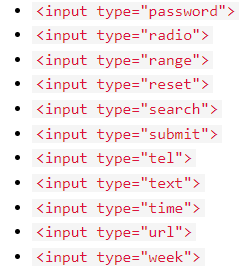 <input type="password">
<input type="radio">
<input type="range">
<input type="reset">
<input type="search">
<input type="submit">
<input type="tel">
<input type="text">
<input type="time">
<input type="url">
<input type="week">